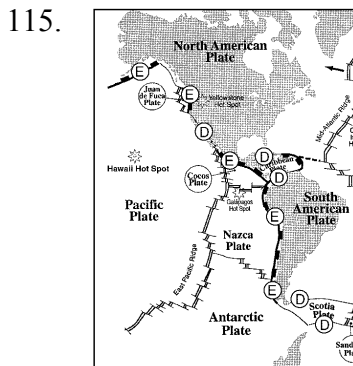 115.
North American
Plate
E
Juan
de Fuca
Plate
E
Yellowstone
Hot Spot
D
Mid-Atlantic Ridge
Hawaii Hot Spot
E
D
Plate
D
Cocos
Plate
Galapagos
Hot Spot
Pacific
Plate
South
American
Plate
E
Nazca
Plate
East Pacific Ridge
E
D
Scotia
Plate
D
Antarctic
Plate